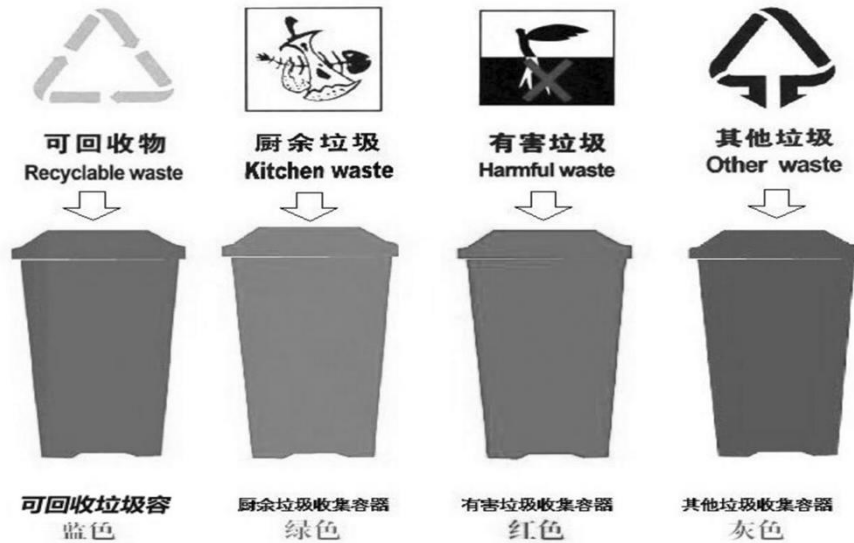 可回收物
Recyclable waste
厨余垃圾
Kitchen waste
有害垃圾
Harmful waste
其他垃圾
Other waste
可回收垃圾容
蓝色
厨余垃圾收集容器
绿色
有害垃圾收集容器
红色
其他垃圾收集容器
灰色